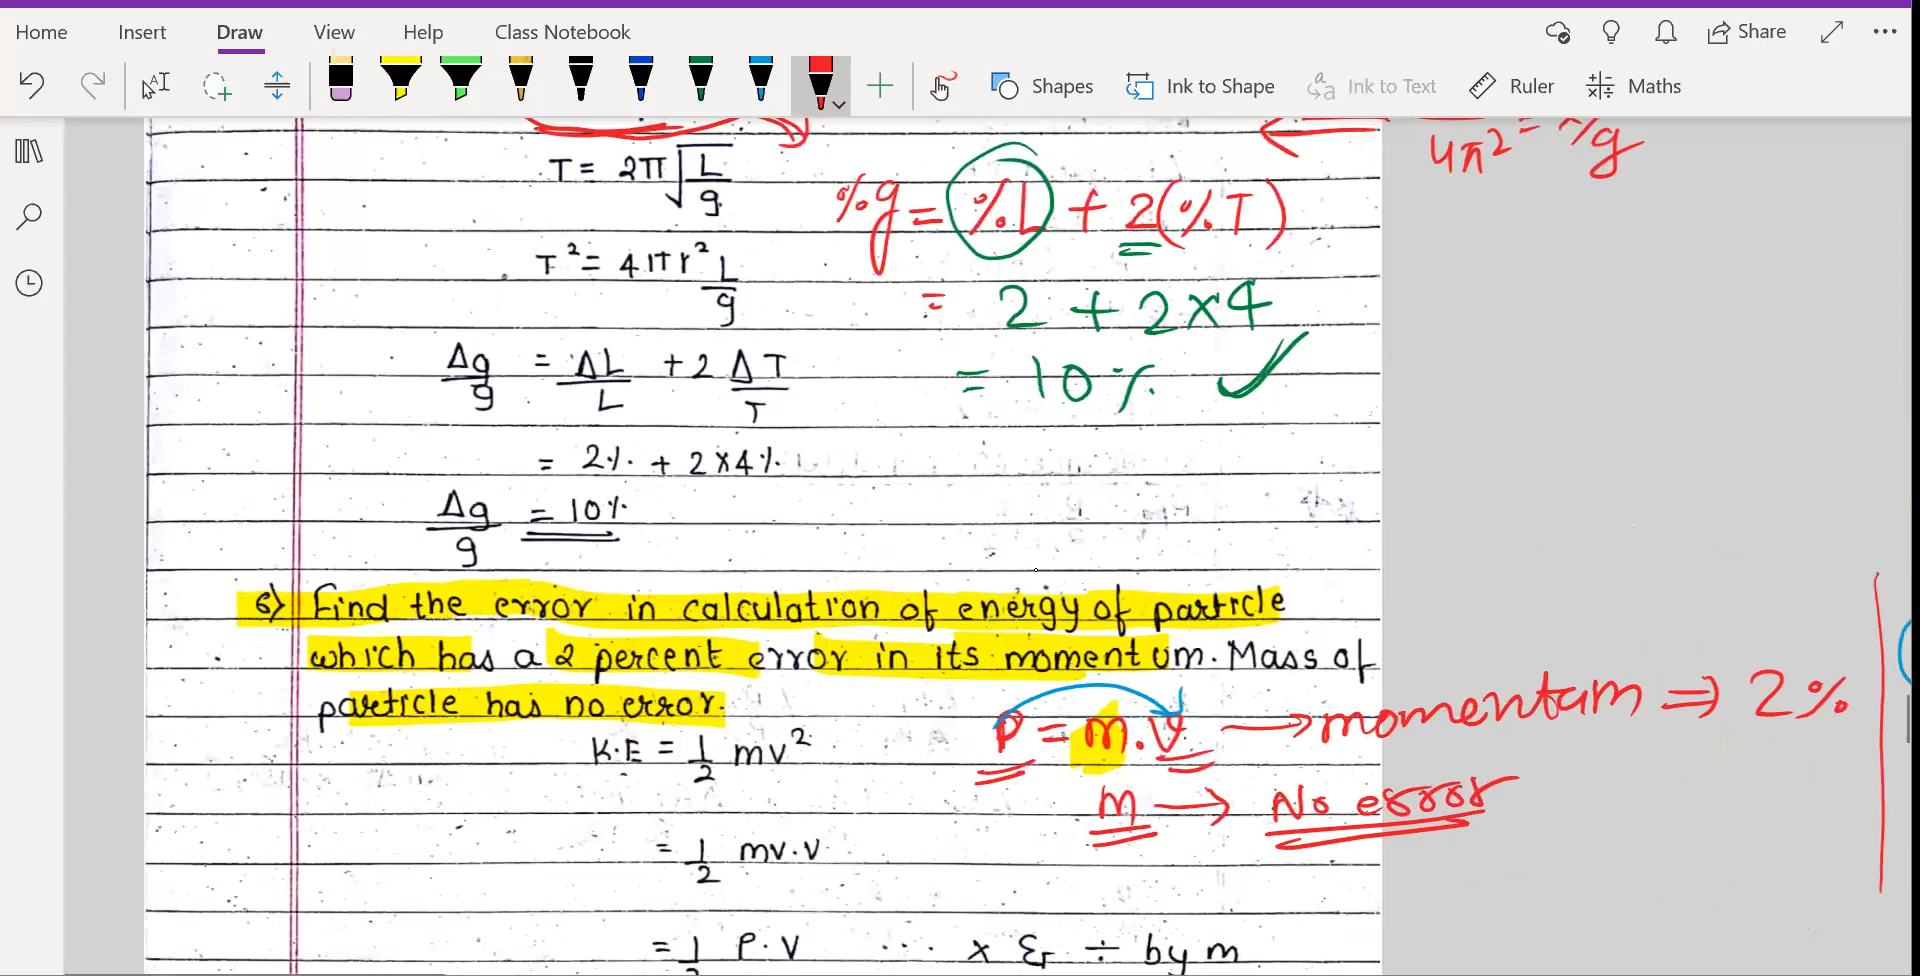 Home Insert Draw View Help Class Notebook Share
Shapes Ink to Shape Ink to Text Ruler Maths
T = 2π √L/g
%g = %L + 2(%T)
4π² = /g
T² = 4πr² L/g
= 2 + 2×4
Δg/g = ΔL/L + 2 ΔT/T
= 10%
= 2% + 2×4%
Δg/g = 10%
6) Find the error in calculation of energy of particle
which has a 2 percent error in its momentum. Mass of
particle has no error.
P = m.v → momentum ⇒ 2%
K.E = 1/2 mv²
m → No error
= 1/2 mv.v
= 1/2 P.V .... x & ÷ by m